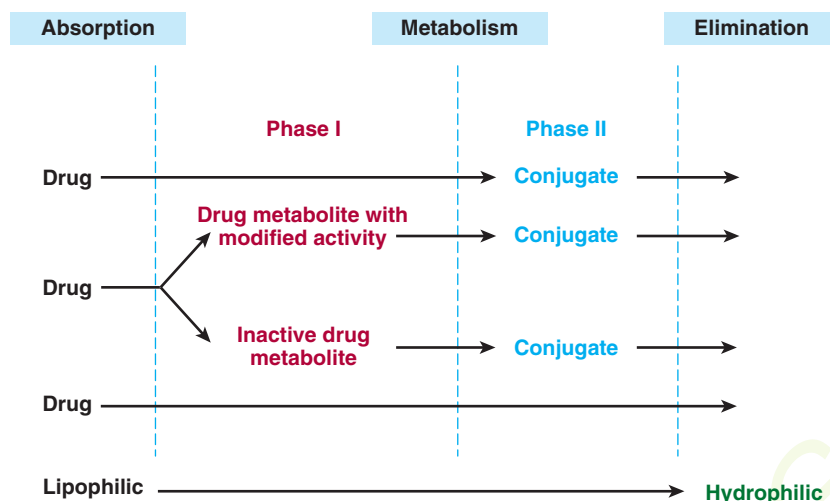 Absorption Metabolism Elimination
Phase I Phase II
Drug Conjugate
Drug metabolite with
modified activity Conjugate
Drug
Inactive drug
metabolite Conjugate
Drug
Lipophilic Hydrophilic